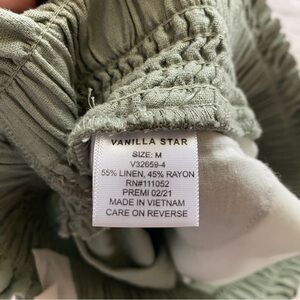 VANILLA STAR
SIZE: M
V32659-4
55% LINEN, 45% RAYON
RN#111052
PREMI 02/21
MADE IN VIETNAM
CARE ON REVERSE